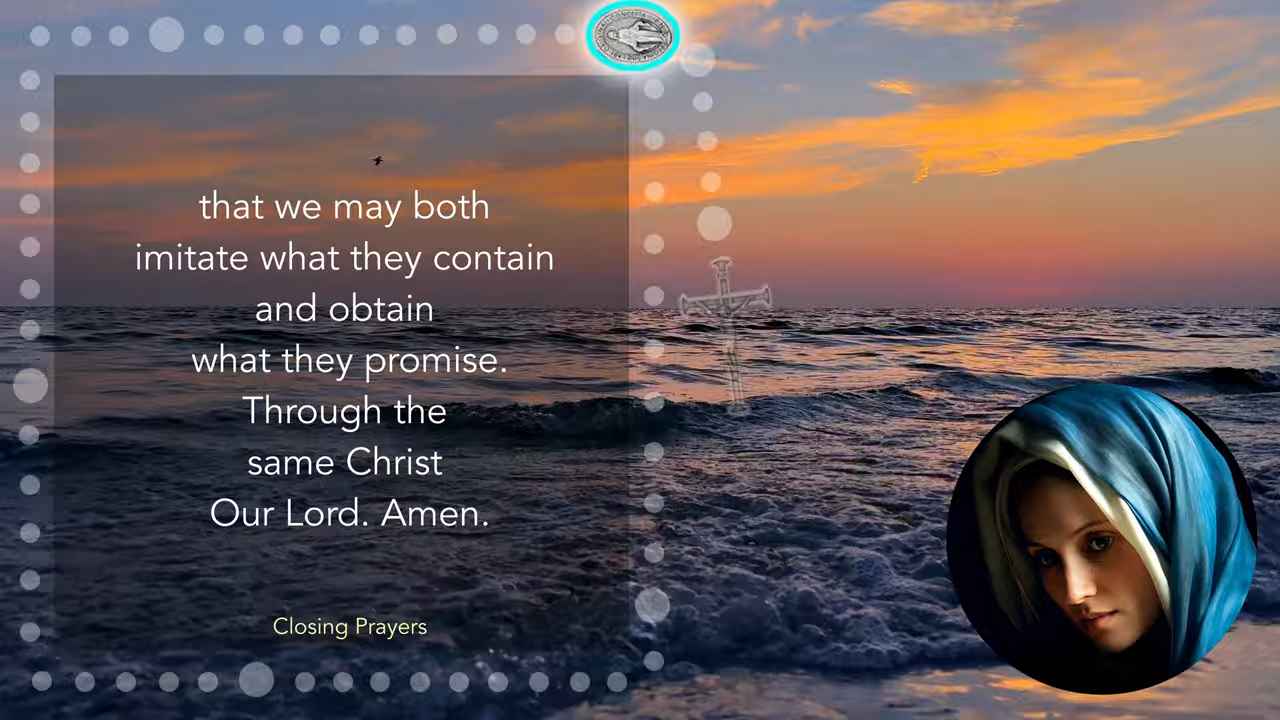 that we may both
imitate what they contain
and obtain
what they promise.
Through the
same Christ
Our Lord. Amen.
Closing Prayers